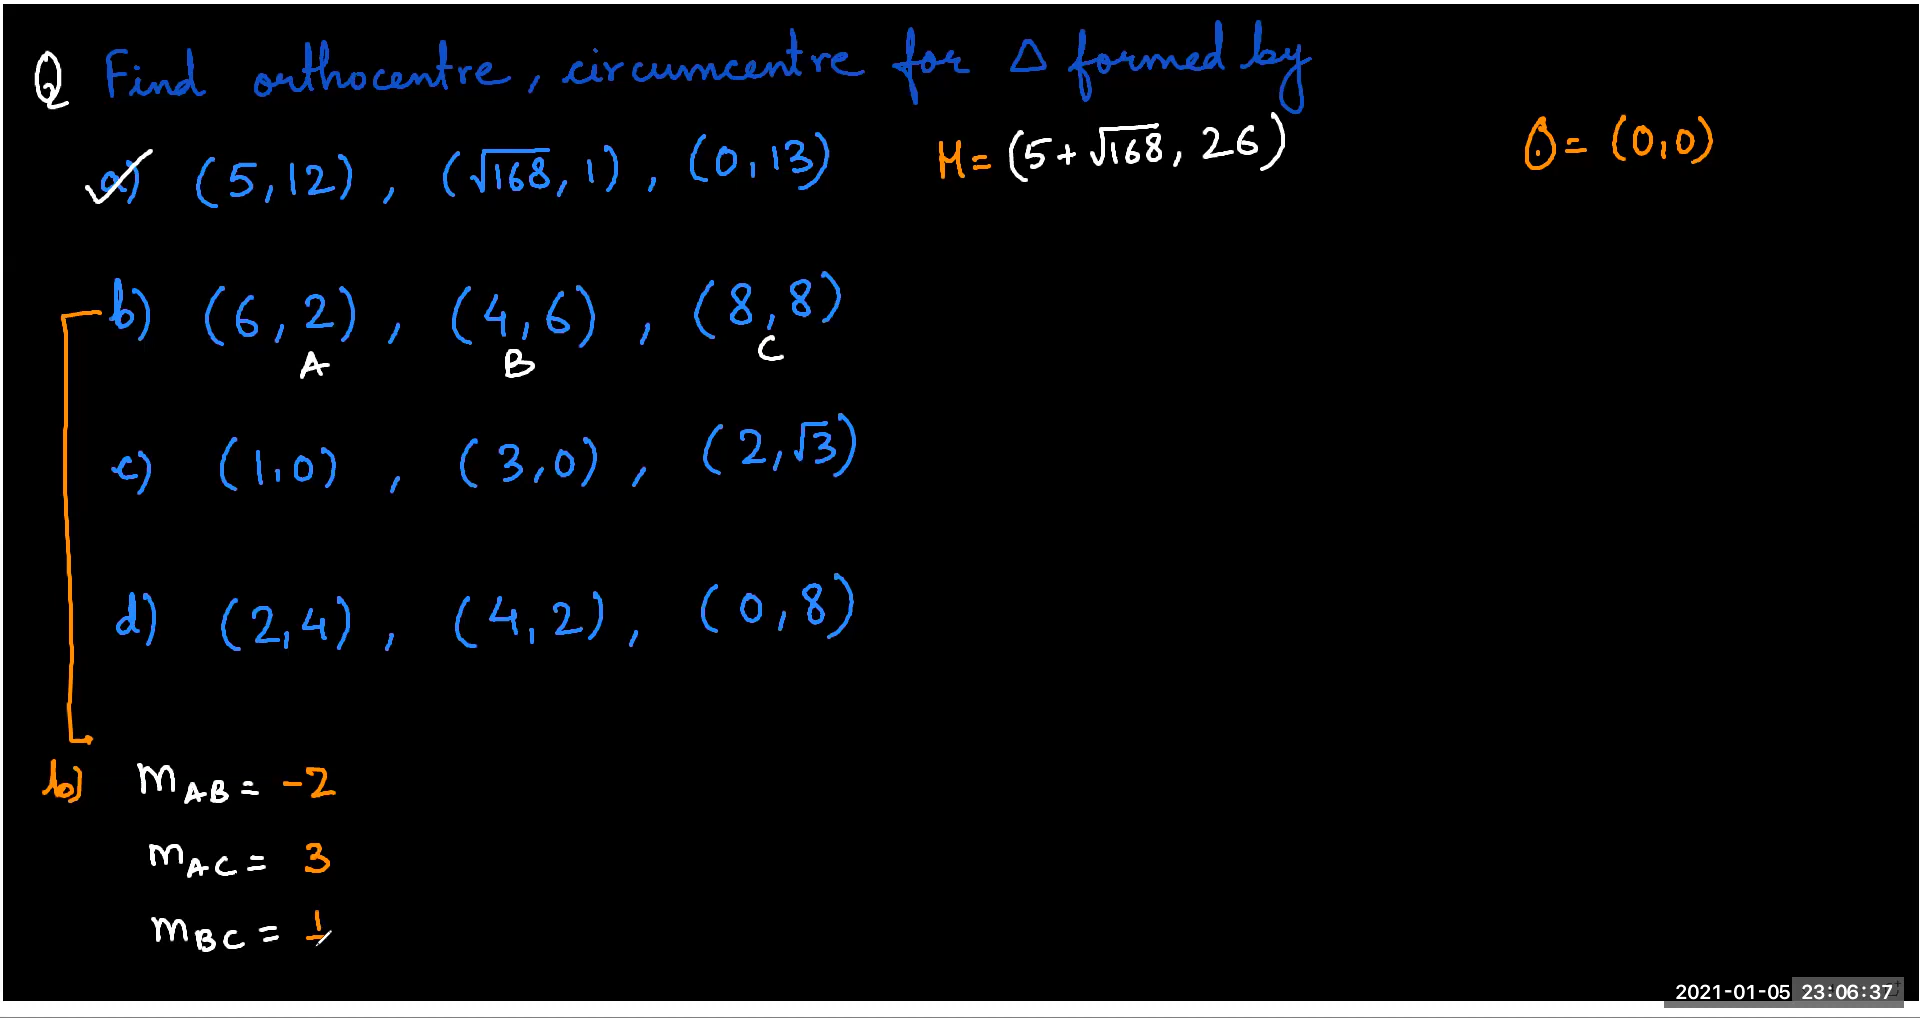 Q Find orthocentre, circumcentre for Δ formed by
a) (5,12), (√168, 1), (0,13) H = (5+√168, 26) O = (0,0)
b) (6,2), (4,6), (8,8)
A B C
c) (1,0), (3,0), (2,√3)
d) (2,4), (4,2), (0,8)
b) m_AB = -2
m_AC = 3
m_BC = 1/
2021-01-05 23:06:37